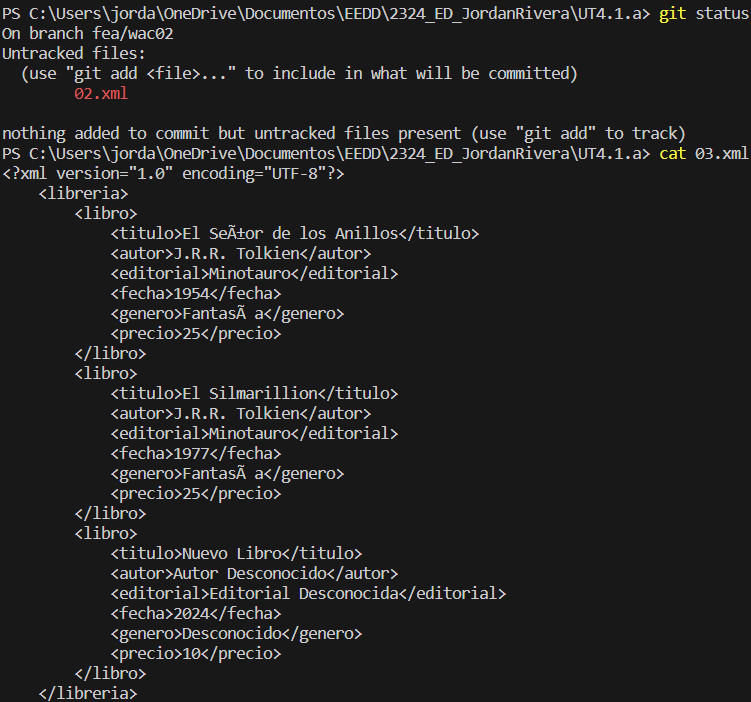 PS C:\Users\jorda\OneDrive\Documentos\EEDD\2324_ED_JordanRivera\UT4.1.a> git status
On branch fea/wac02
Untracked files:
  (use "git add <file>..." to include in what will be committed)
        02.xml

nothing added to commit but untracked files present (use "git add" to track)
PS C:\Users\jorda\OneDrive\Documentos\EEDD\2324_ED_JordanRivera\UT4.1.a> cat 03.xml
<?xml version="1.0" encoding="UTF-8"?>
    <libreria>
        <libro>
            <titulo>El SeÃ±or de los Anillos</titulo>
            <autor>J.R.R. Tolkien</autor>
            <editorial>Minotauro</editorial>
            <fecha>1954</fecha>
            <genero>FantasÃ a</genero>
            <precio>25</precio>
        </libro>
        <libro>
            <titulo>El Silmarillion</titulo>
            <autor>J.R.R. Tolkien</autor>
            <editorial>Minotauro</editorial>
            <fecha>1977</fecha>
            <genero>FantasÃ a</genero>
            <precio>25</precio>
        </libro>
        <libro>
            <titulo>Nuevo Libro</titulo>
            <autor>Autor Desconocido</autor>
            <editorial>Editorial Desconocida</editorial>
            <fecha>2024</fecha>
            <genero>Desconocido</genero>
            <precio>10</precio>
        </libro>
    </libreria>